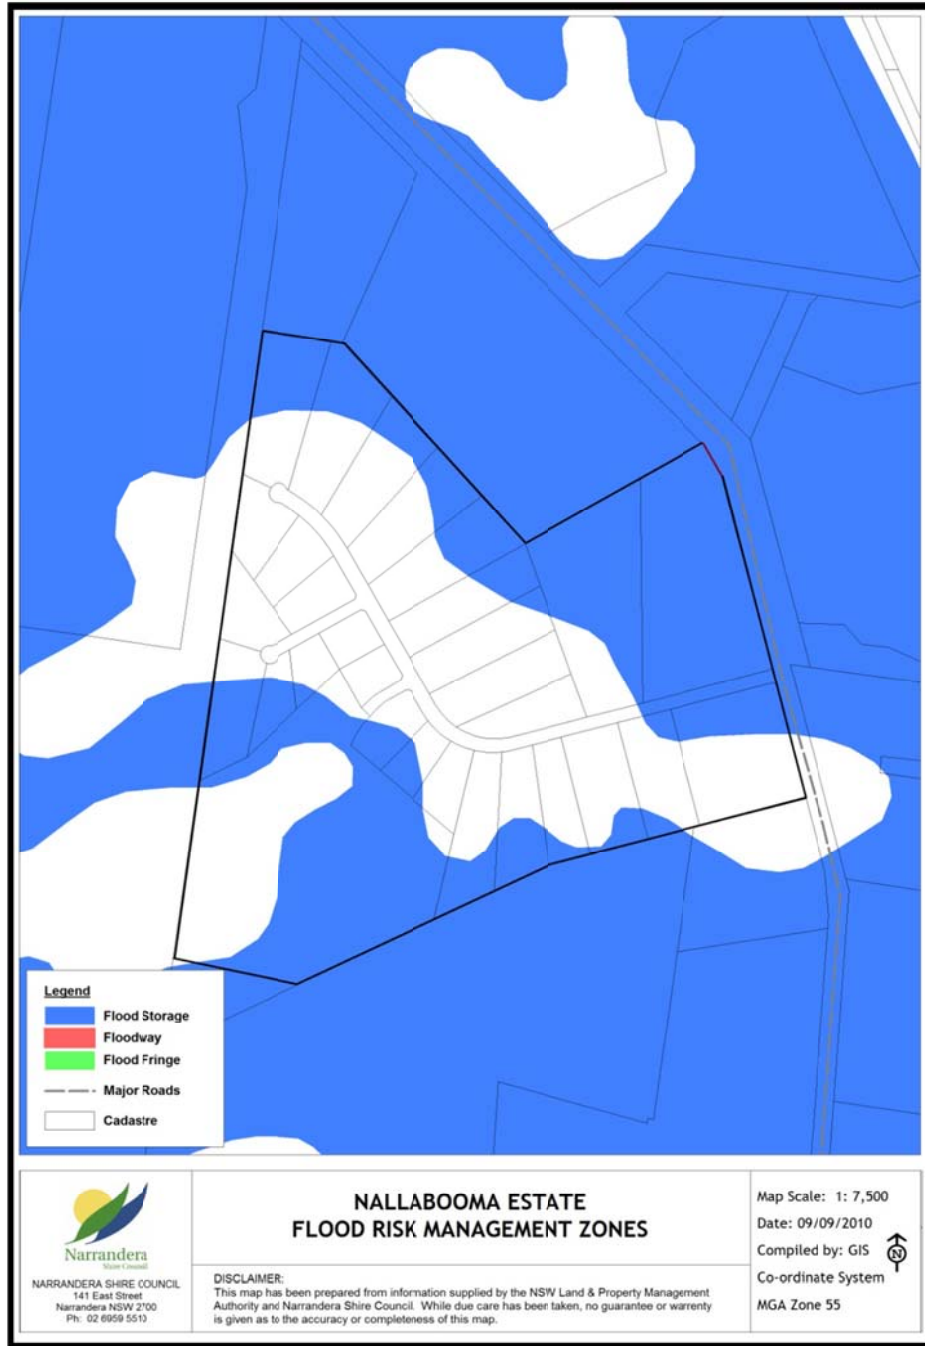 Legend
Flood Storage
Floodway
Flood Fringe
Major Roads
Cadastre
Narrandera
Shire Council
NARRANDERA SHIRE COUNCIL
141 East Street
Narrandera NSW 2700
Ph: 02 6959 5510
NALLABOOMA ESTATE
FLOOD RISK MANAGEMENT ZONES
DISCLAIMER:
This map has been prepared from information supplied by the NSW Land & Property Management
Authority and Narrandera Shire Council. While due care has been taken, no guarantee or warrenty
is given as to the accuracy or completeness of this map.
Map Scale: 1: 7,500
Date: 09/09/2010
Compiled by: GIS
N
Co-ordinate System
MGA Zone 55